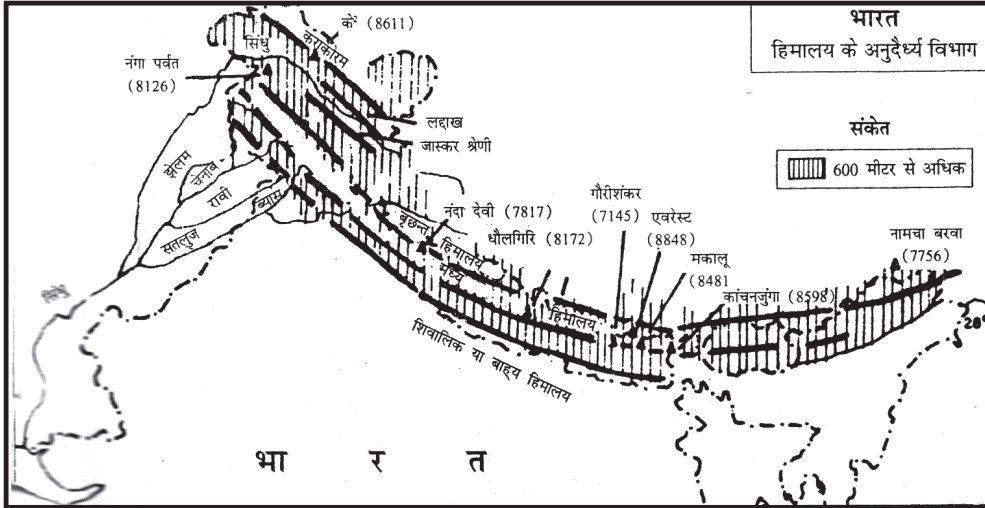 भारत
हिमालय के अनुदैर्ध्य विभाग
संकेत
600 मीटर से अधिक
के² (8611)
काराकोरम
सिंधु
नंगा पर्वत
(8126)
लद्दाख
जास्कर श्रेणी
झेलम
चेनाब
रावी
ब्यास
सतलुज
सिंधु
नंदा देवी (7817)
धौलगिरि (8172)
गौरीशंकर
(7145)
एवरेस्ट
(8848)
मकालू
(8481
कांचनजुंगा (8598)
नामचा बरवा
(7756)
वृछन्त हिमालय
मध्य हिमालय
शिवालिक या बाह्य हिमालय
28°
भा र त